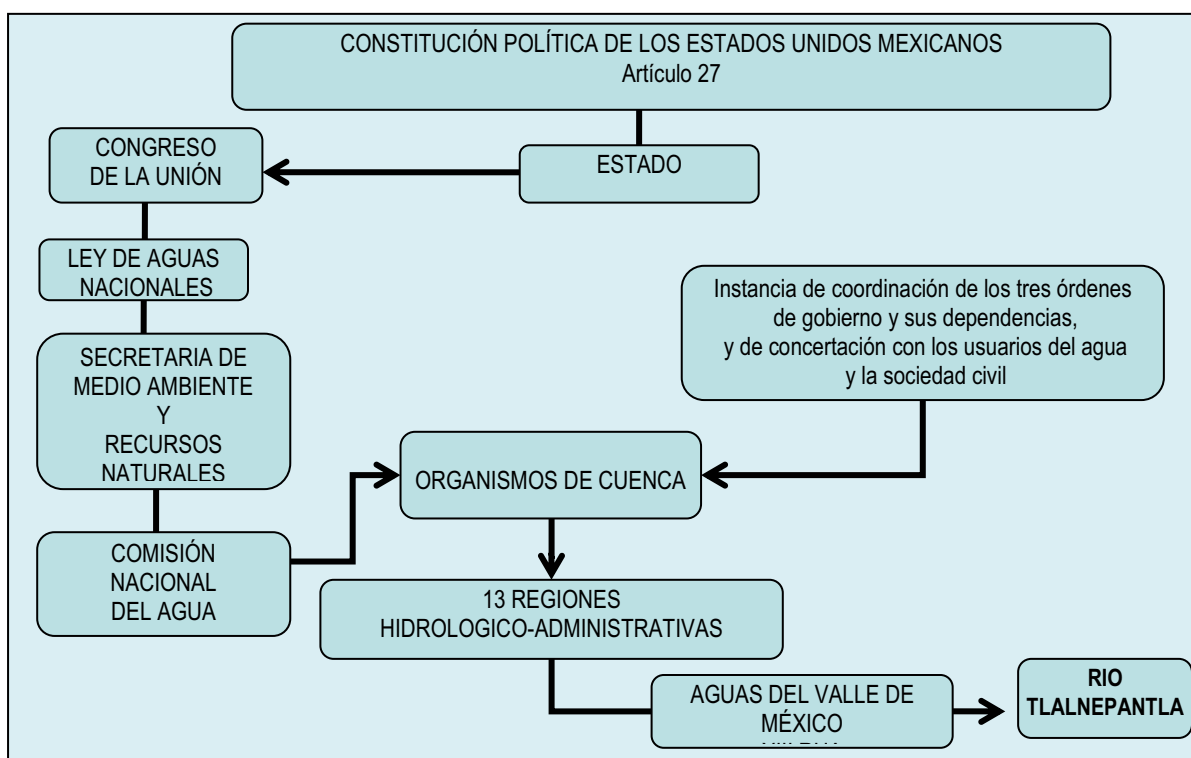 CONSTITUCIÓN POLÍTICA DE LOS ESTADOS UNIDOS MEXICANOS
Artículo 27
ESTADO
CONGRESO
DE LA UNIÓN
LEY DE AGUAS
NACIONALES
SECRETARIA DE
MEDIO AMBIENTE
Y
RECURSOS
NATURALES
COMISIÓN
NACIONAL
DEL AGUA
Instancia de coordinación de los tres órdenes
de gobierno y sus dependencias,
y de concertación con los usuarios del agua
y la sociedad civil
ORGANISMOS DE CUENCA
13 REGIONES
HIDROLOGICO-ADMINISTRATIVAS
AGUAS DEL VALLE DE
MÉXICO
RIO
TLALNEPANTLA